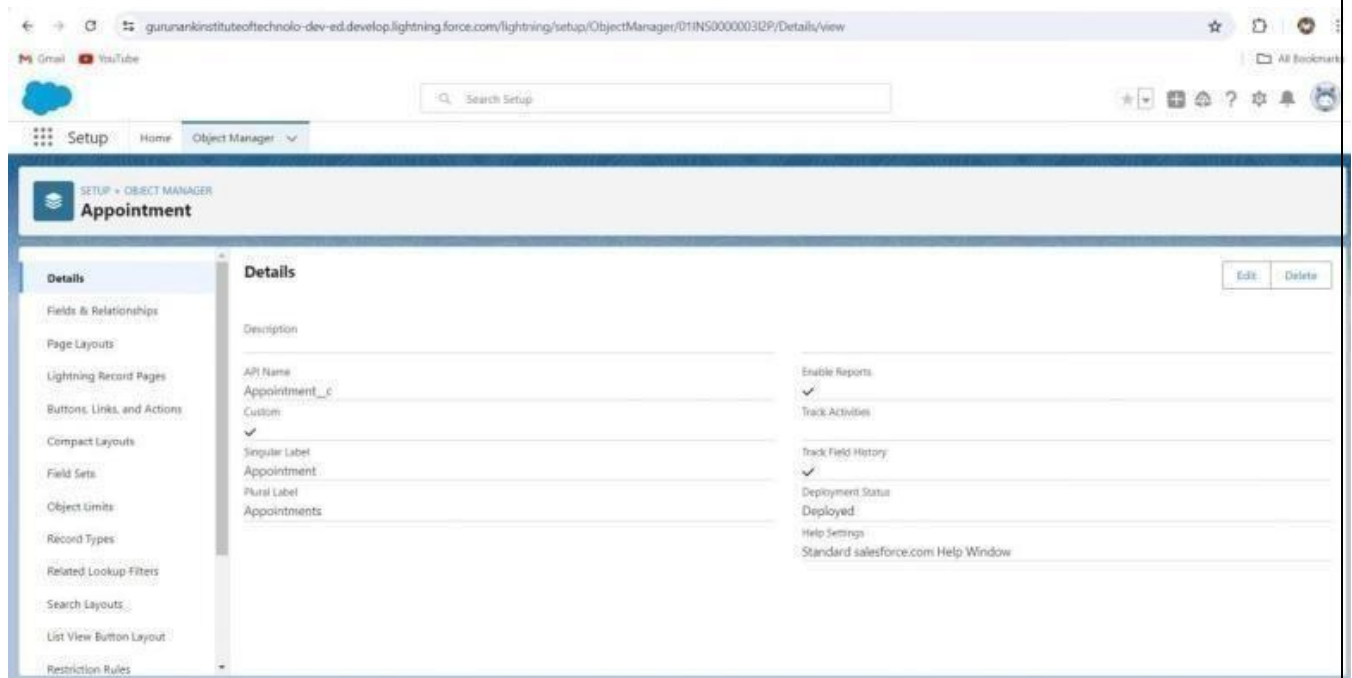 gurunankinstituteoftechnolo-dev-ed.develop.lightning.force.com/lightning/setup/ObjectManager/01INS0000003I2P/Details/view
Gmail YouTube All Bookmarks
Search Setup
Setup Home Object Manager
SETUP > OBJECT MANAGER
Appointment
Details
Fields & Relationships
Page Layouts
Lightning Record Pages
Buttons, Links, and Actions
Compact Layouts
Field Sets
Object Limits
Record Types
Related Lookup Filters
Search Layouts
List View Button Layout
Restriction Rules
Details
Edit Delete
Description
API Name
Appointment__c
Custom
Singular Label
Appointment
Plural Label
Appointments
Enable Reports
Track Activities
Track Field History
Deployment Status
Deployed
Help Settings
Standard salesforce.com Help Window